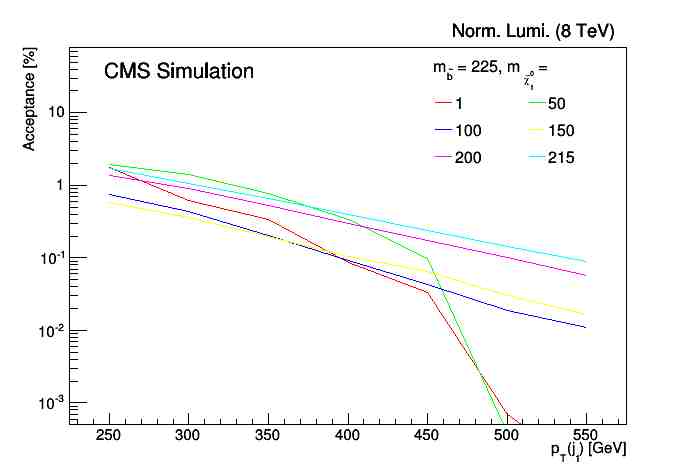 Norm. Lumi. (8 TeV)
CMS Simulation
m_b̃ = 225, m_χ̃₁⁰ =
1 50
100 150
200 215
Acceptance [%]
10
1
10⁻¹
10⁻²
10⁻³
250 300 350 400 450 500 550
p_T(j_1) [GeV]